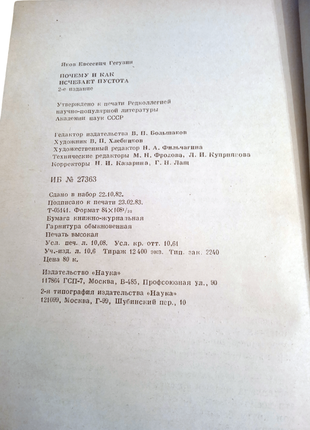 Яков Евсеевич Гегузин
ПОЧЕМУ И КАК
ИСЧЕЗАЕТ ПУСТОТА
2-е издание
Утверждено к печати Редколлегией
научно-популярной литературы
Академии наук СССР
Редактор издательства В. П. Большаков
Художник В. П. Хлебников
Художественный редактор Н. А. Фильчагина
Технические редакторы М. Н. Фролова, Л. И. Куприянова
Корректоры Н. И. Казарина, Г. Н. Лащ
ИБ № 27363
Сдано в набор 22.10.82.
Подписано к печати 23.02.83.
Т-03441. Формат 84×108¹/₃₂
Бумага книжно-журнальная
Гарнитура обыкновенная
Печать высокая
Усл. печ. л. 10,08. Усл. кр. отт. 10,61
Уч.-изд. л. 10,6 Тираж 12400 экз. Тип. зак. 2240
Цена 80 к.
Издательство «Наука»
117864 ГСП-7, Москва, В-485, Профсоюзная ул., 90
2-я типография издательства «Наука»
121099, Москва, Г-99, Шубинский пер., 10